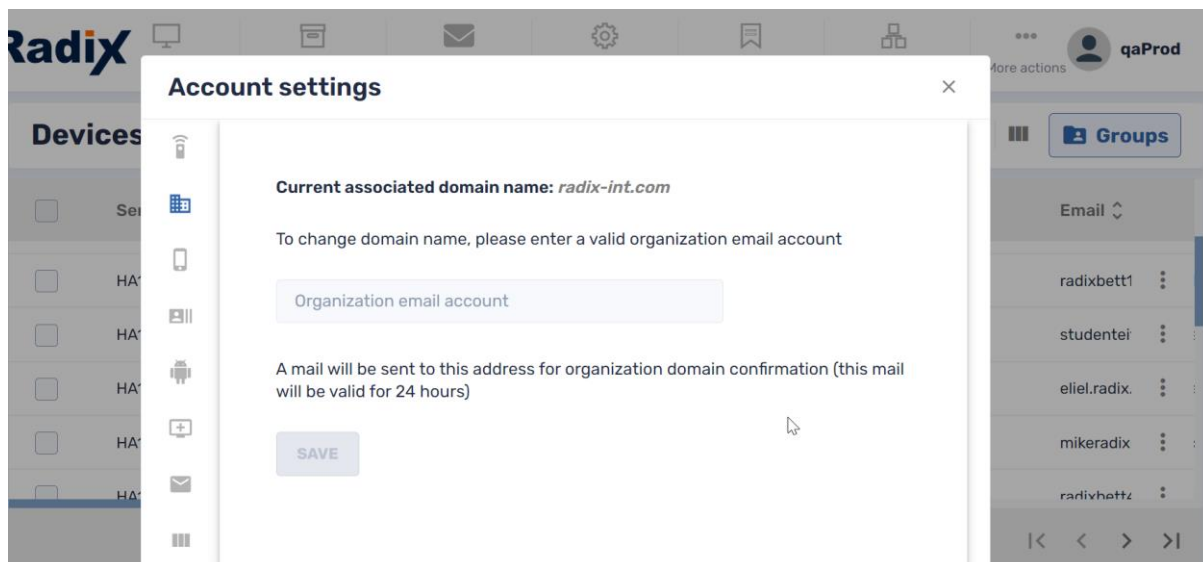 Radix
More actions
qaProd
Account settings
Devices
Groups
Current associated domain name: radix-int.com
Email
To change domain name, please enter a valid organization email account
Organization email account
radixbett1
studentei
A mail will be sent to this address for organization domain confirmation (this mail
will be valid for 24 hours)
eliel.radix.
mikeradix
SAVE